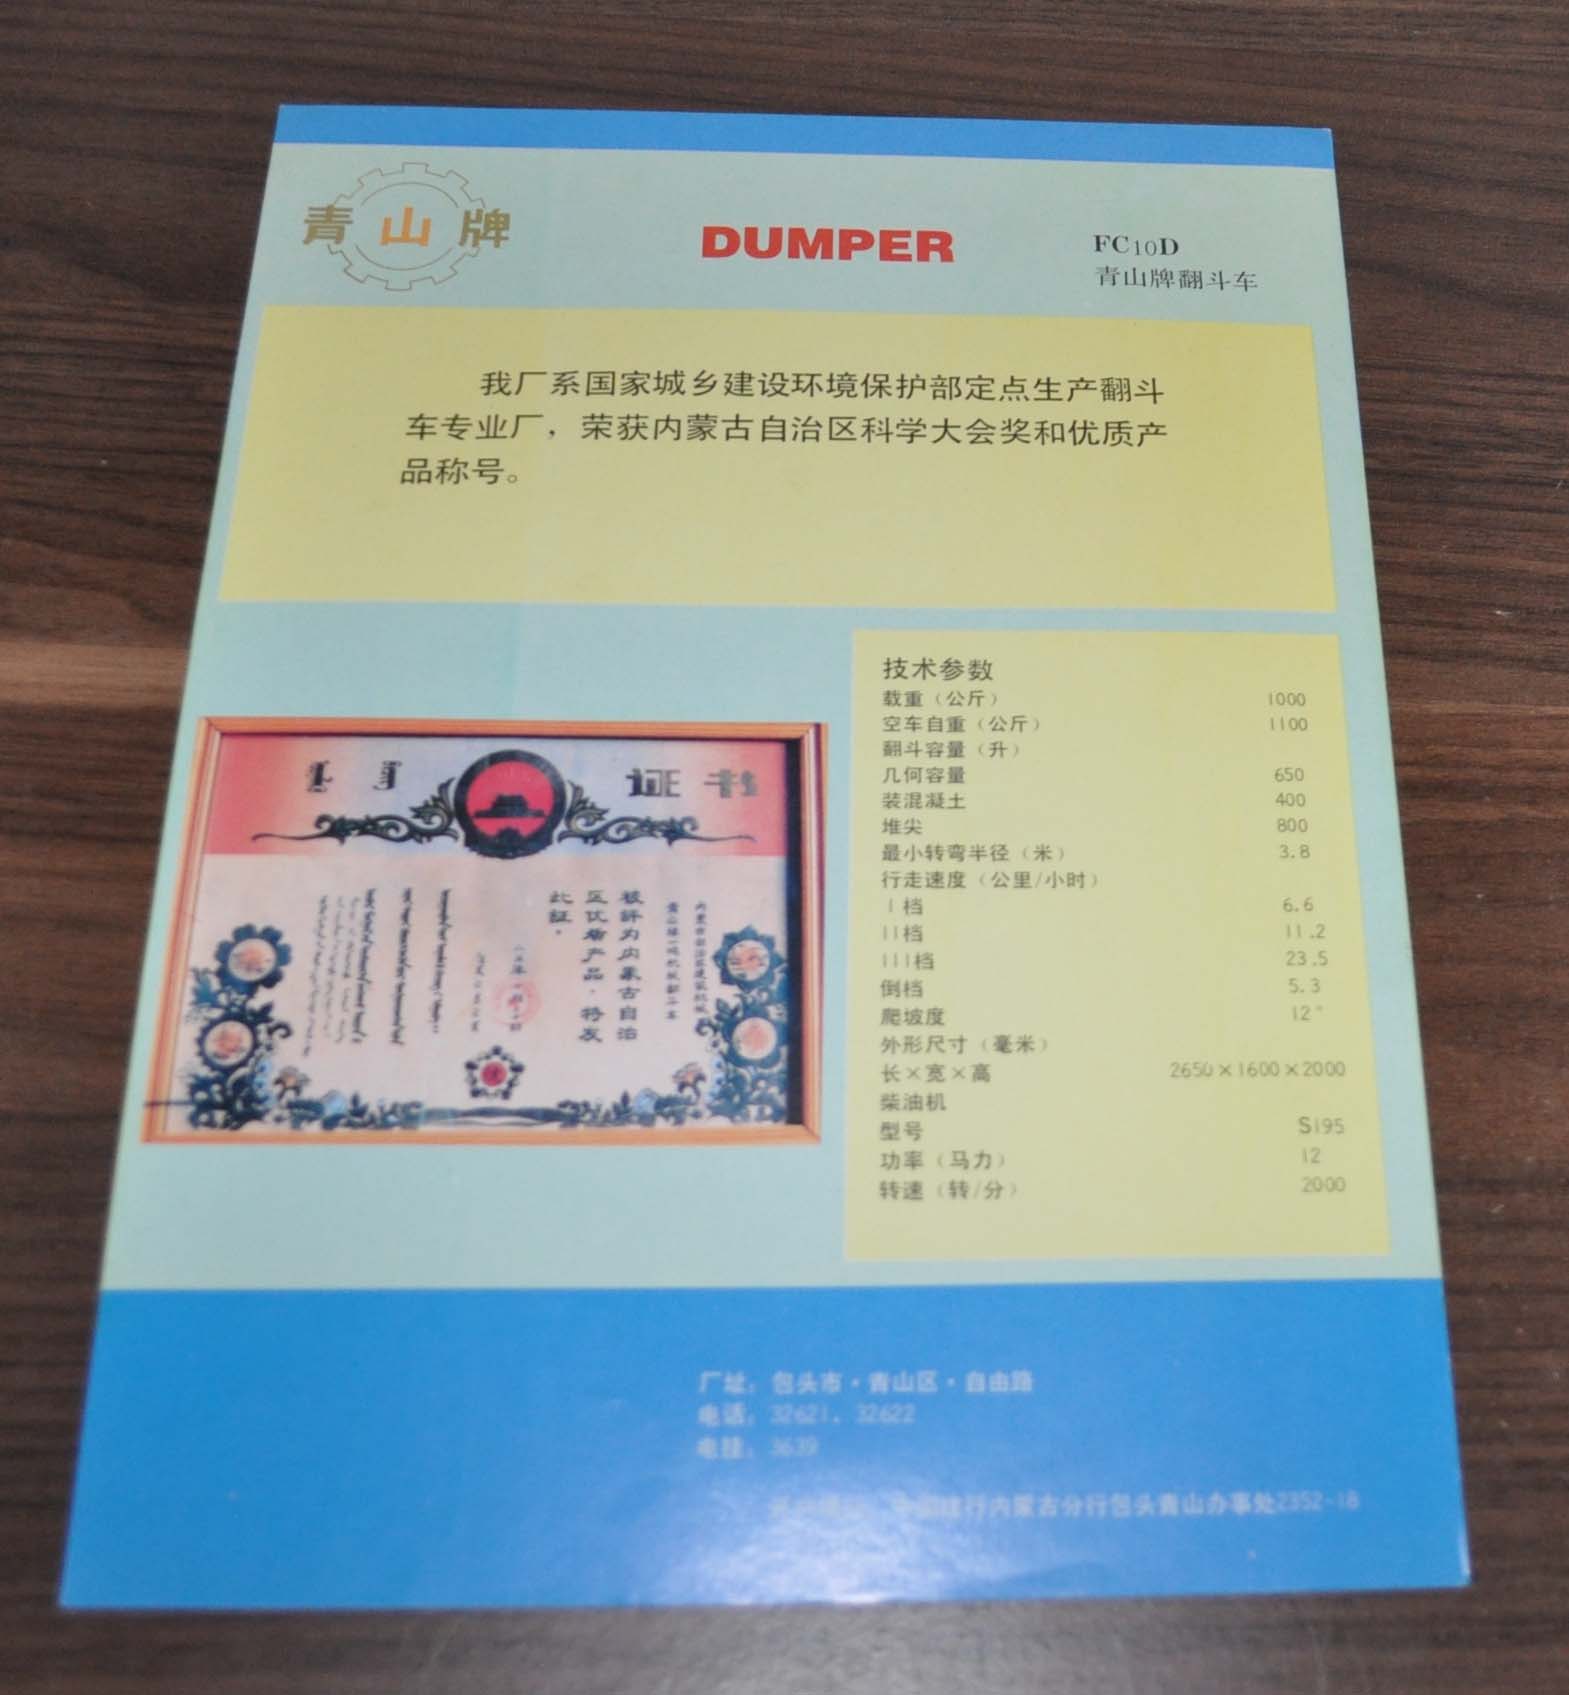 青山牌
DUMPER
FC10D
青山牌翻斗车
我厂系国家城乡建设环境保护部定点生产翻斗
车专业厂，荣获内蒙古自治区科学大会奖和优质产
品称号。
证书
被評为内蒙古自治
区优质产品，特发
此証。
技术参数
载重（公斤） 1000
空车自重（公斤） 1100
翻斗容量（升）
几何容量 650
装混凝土 400
堆尖 800
最小转弯半径（米） 3.8
行走速度（公里/小时）
I档 6.6
II档 11.2
III档 23.5
倒档 5.3
爬坡度 12°
外形尺寸（毫米）
长×宽×高 2650×1600×2000
柴油机
型号 S195
功率（马力） 12
转速（转/分） 2000
厂址：包头市·青山区·自由路
电话：32621．32622
电挂：3639
行内蒙古分行包头青山办事处2352-18